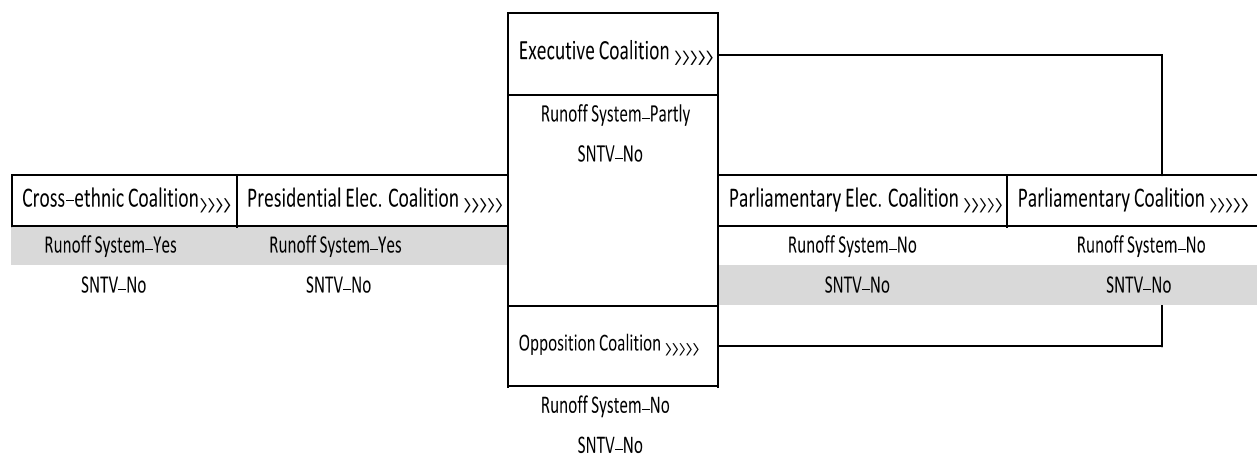 Executive Coalition >>>>>
Runoff System–Partly
SNTV–No
Cross–ethnic Coalition>>>>
Presidential Elec. Coalition >>>>>
Parliamentary Elec. Coalition >>>>>
Parliamentary Coalition >>>>>
Runoff System–Yes
Runoff System–Yes
Runoff System–No
Runoff System–No
SNTV–No
SNTV–No
SNTV–No
SNTV–No
Opposition Coalition >>>>>
Runoff System–No
SNTV–No